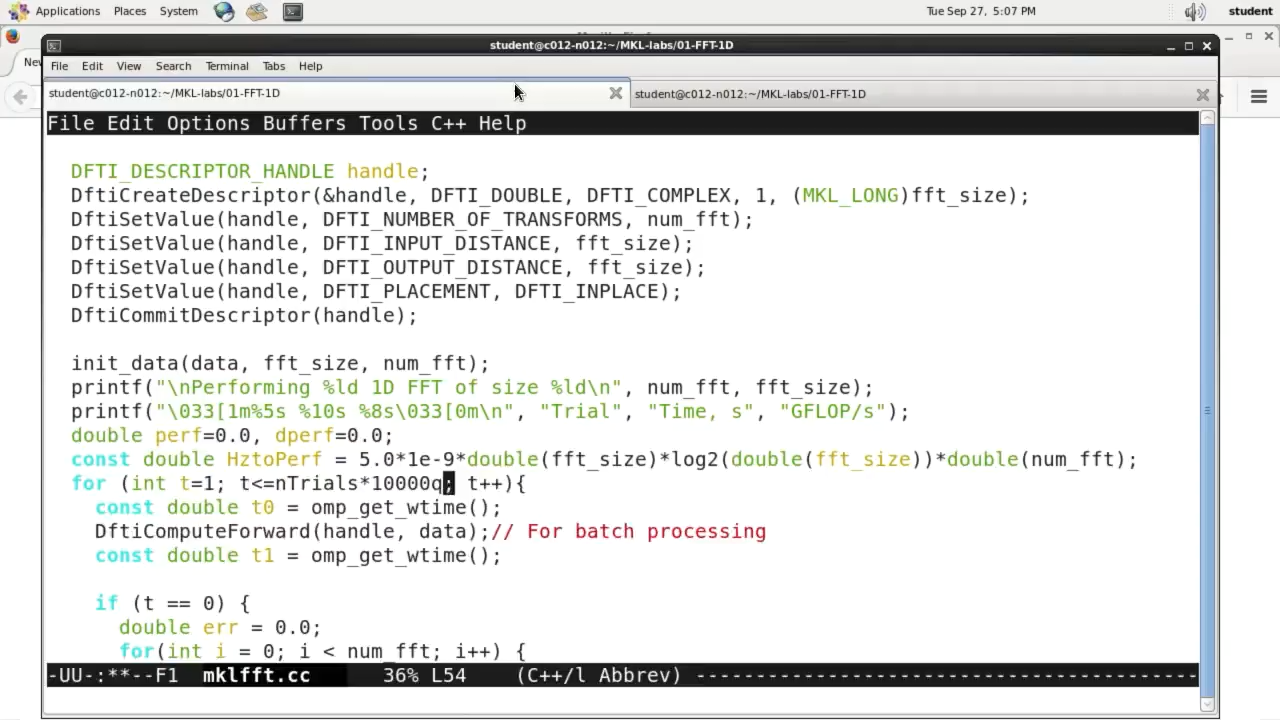 Applications Places System Tue Sep 27, 5:07 PM student
student@c012-n012:~/MKL-labs/01-FFT-1D
New
File Edit View Search Terminal Tabs Help
student@c012-n012:~/MKL-labs/01-FFT-1D student@c012-n012:~/MKL-labs/01-FFT-1D
File Edit Options Buffers Tools C++ Help
DFTI_DESCRIPTOR_HANDLE handle;
DftiCreateDescriptor(&handle, DFTI_DOUBLE, DFTI_COMPLEX, 1, (MKL_LONG)fft_size);
DftiSetValue(handle, DFTI_NUMBER_OF_TRANSFORMS, num_fft);
DftiSetValue(handle, DFTI_INPUT_DISTANCE, fft_size);
DftiSetValue(handle, DFTI_OUTPUT_DISTANCE, fft_size);
DftiSetValue(handle, DFTI_PLACEMENT, DFTI_INPLACE);
DftiCommitDescriptor(handle);
init_data(data, fft_size, num_fft);
printf("\nPerforming %ld 1D FFT of size %ld\n", num_fft, fft_size);
printf("\033[1m%5s %10s %8s\033[0m\n", "Trial", "Time, s", "GFLOP/s");
double perf=0.0, dperf=0.0;
const double HztoPerf = 5.0*1e-9*double(fft_size)*log2(double(fft_size))*double(num_fft);
for (int t=1; t<=nTrials*10000q; t++){
const double t0 = omp_get_wtime();
DftiComputeForward(handle, data);// For batch processing
const double t1 = omp_get_wtime();
if (t == 0) {
double err = 0.0;
for(int i = 0; i < num_fft; i++) {
-UU-:**--F1 mklfft.cc 36% L54 (C++/l Abbrev) ------------------------------------------